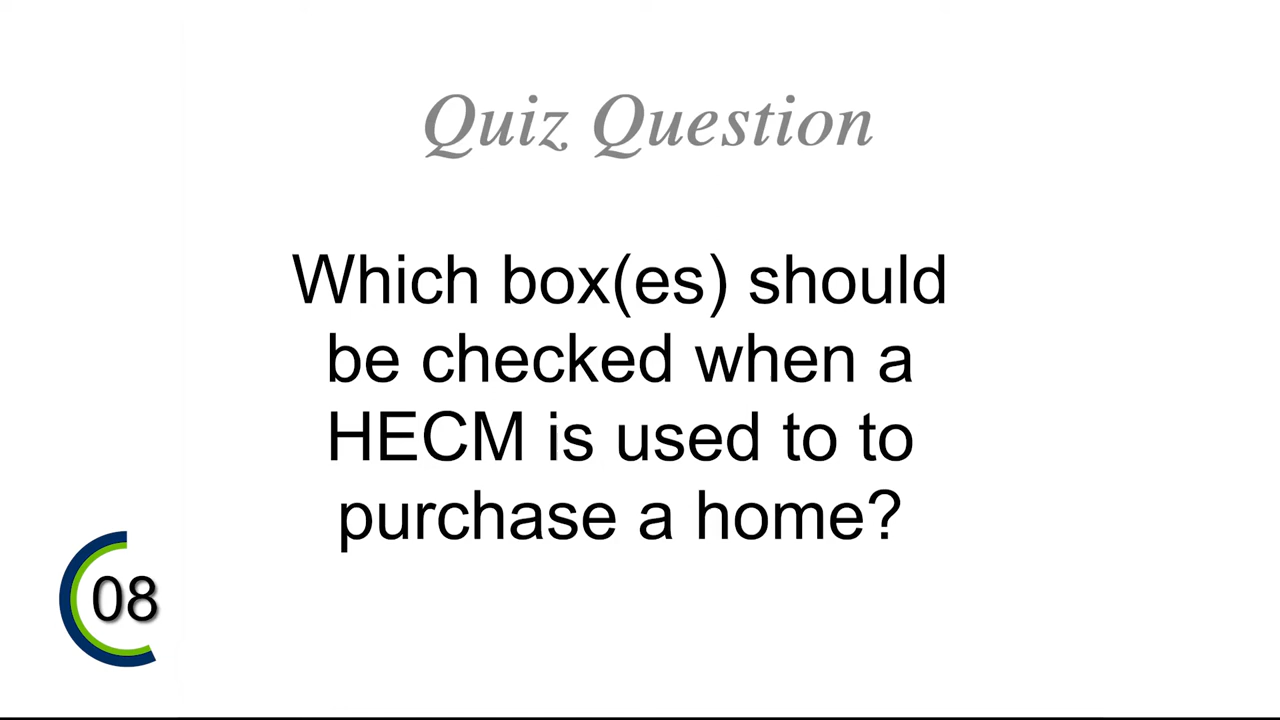 Quiz Question
Which box(es) should
be checked when a
HECM is used to to
purchase a home?
08